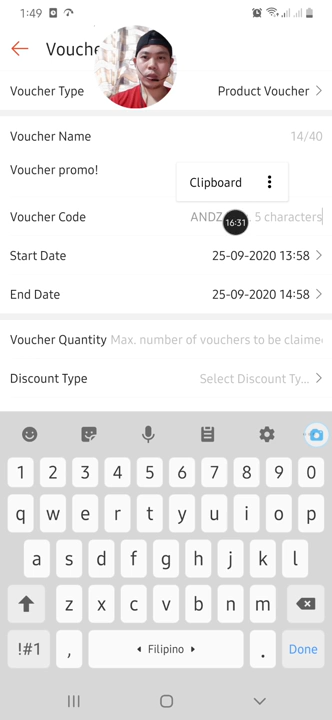 1:49
Vouche
Voucher Type Product Voucher
Voucher Name 14/40
Voucher promo!
Clipboard
Voucher Code ANDZ 5 characters
16:31
Start Date 25-09-2020 13:58
End Date 25-09-2020 14:58
Voucher Quantity Max. number of vouchers to be claime
Discount Type Select Discount Ty...
1 2 3 4 5 6 7 8 9 0
q w e r t y u i o p
a s d f g h j k l
z x c v b n m
!#1 , Filipino . Done